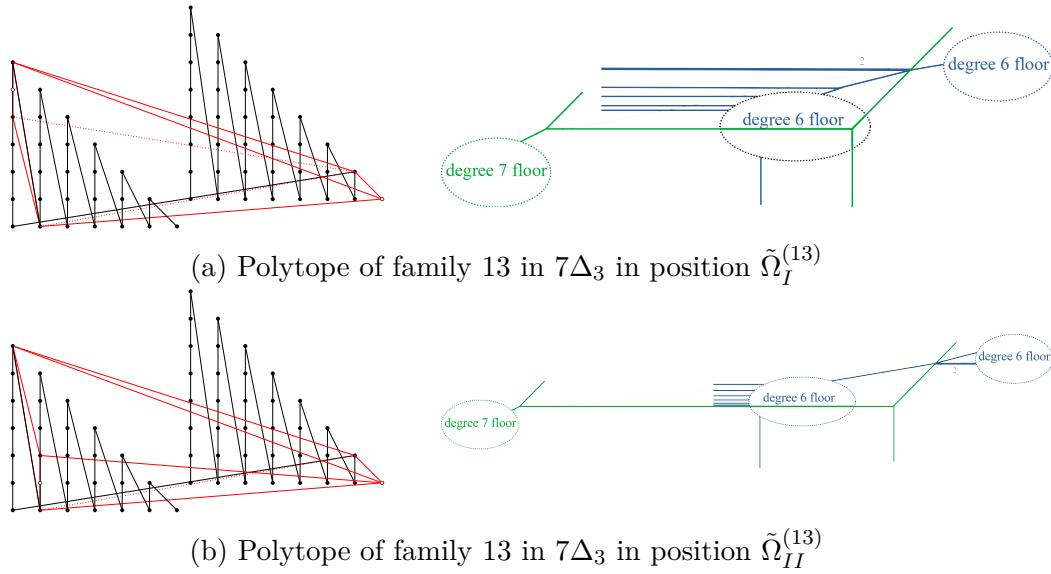 2
degree 6 floor
degree 6 floor
degree 7 floor
(a) Polytope of family 13 in 7Δ₃ in position Ω̃_I^{(13)}
degree 6 floor
2
degree 6 floor
degree 7 floor
(b) Polytope of family 13 in 7Δ₃ in position Ω̃_{II}^{(13)}